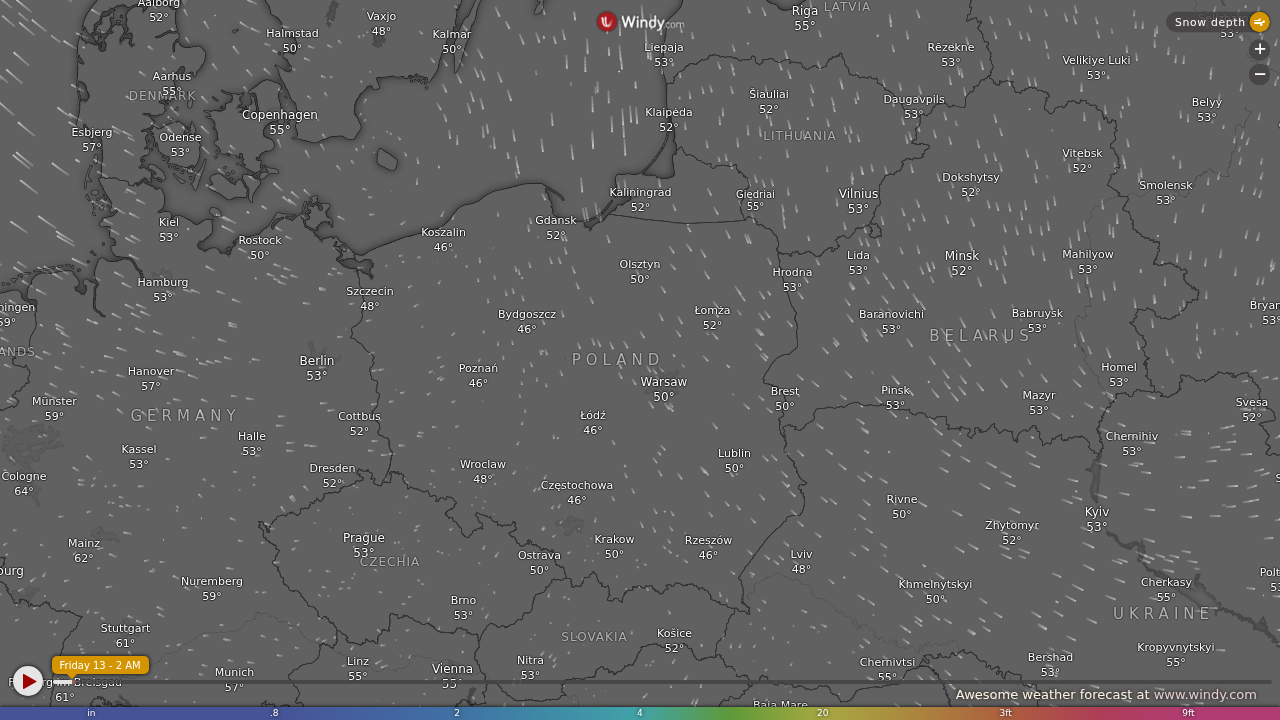 Aalborg
52°
Vaxjo
48°
Windy.com
Riga
55°
LATVIA
Snow depth
53°
Halmstad
50°
Kalmar
50°
Liepaja
53°
Rēzekne
53°
Velikiye Luki
53°
+
−
Aarhus
55°
DENMARK
Šiauliai
52°
Daugavpils
53°
Belyy
53°
Copenhagen
55°
Klaipėda
52°
Esbjerg
57°
Odense
53°
LITHUANIA
Vitebsk
52°
Kaliningrad
52°
Giedriai
55°
Vilnius
53°
Dokshytsy
52°
Smolensk
53°
Kiel
53°
Rostock
50°
Koszalin
46°
Gdansk
52°
Olsztyn
50°
Hrodna
53°
Lida
53°
Minsk
52°
Mahilyow
53°
Hamburg
53°
Szczecin
48°
ningen
59°
Bydgoszcz
46°
Łomża
52°
Baranovichi
53°
Babruysk
53°
Bryan
53°
BELARUS
ANDS
Berlin
53°
POLAND
Hanover
57°
Poznań
46°
Warsaw
50°
Brest
50°
Pinsk
53°
Homel
53°
Münster
59°
GERMANY
Cottbus
52°
Łódź
46°
Mazyr
53°
Svesa
52°
Kassel
53°
Halle
53°
Chernihiv
53°
Dresden
52°
Wroclaw
48°
Lublin
50°
Cologne
64°
Częstochowa
46°
S
Rivne
50°
Kyiv
53°
Mainz
62°
Prague
53°
CZECHIA
Ostrava
50°
Krakow
50°
Rzeszów
46°
Lviv
48°
Zhytomyr
52°
burg
Nuremberg
59°
Khmelnytskyi
50°
Cherkasy
55°
Polt
53
UKRAINE
Brno
53°
Stuttgart
61°
SLOVAKIA
Košice
52°
Kropyvnytskyi
55°
Friday 13 - 2 AM
Munich
57°
Linz
55°
Vienna
55°
Nitra
53°
Chernivtsi
55°
Bershad
53°
61°
Baia Mare
Awesome weather forecast at www.windy.com
in .8 2 4 20 3ft 9ft